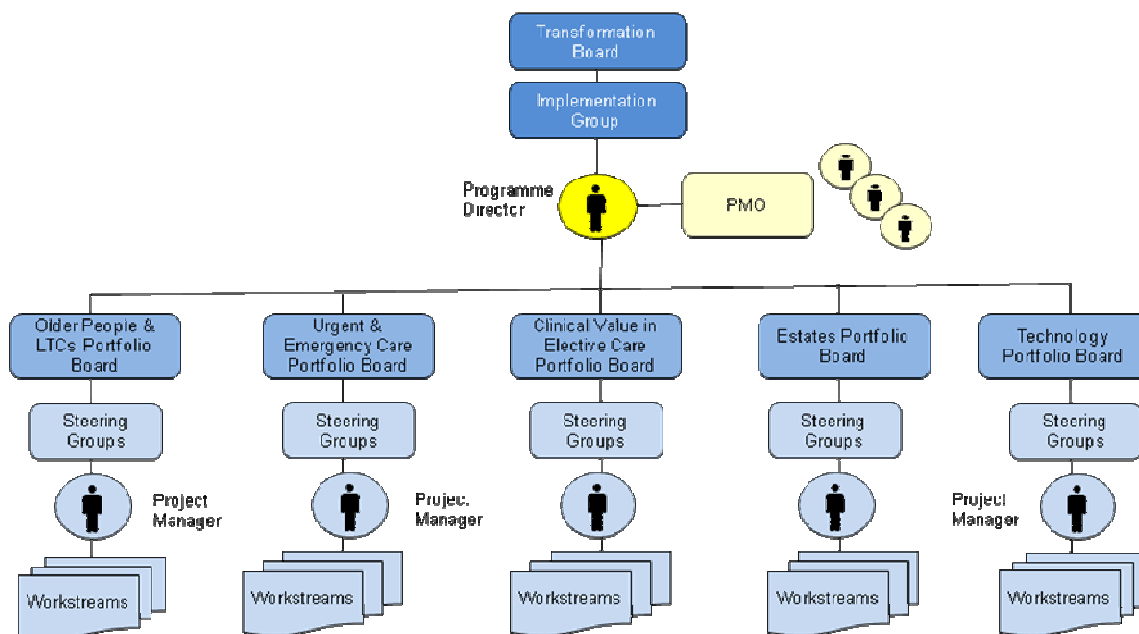 Transformation
Board
Implementation
Group
Programme
Director
PMO
Older People &
LTCs Portfolio
Board
Urgent &
Emergency Care
Portfolio Board
Clinical Value in
Elective Care
Portfolio Board
Estates Portfolio
Board
Technology
Portfolio Board
Steering
Groups
Steering
Groups
Steering
Groups
Steering
Groups
Steering
Groups
Project
Manager
Project
Manager
Project
Manager
Workstreams
Workstreams
Workstreams
Workstreams
Workstreams